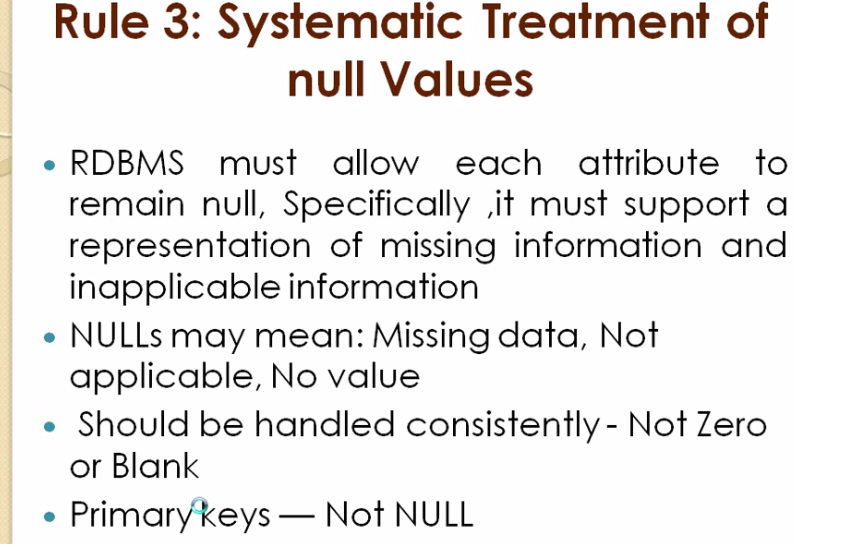 Rule 3: Systematic Treatment of
null Values
• RDBMS must allow each attribute to
remain null, Specifically ,it must support a
representation of missing information and
inapplicable information
• NULLs may mean: Missing data, Not
applicable, No value
• Should be handled consistently - Not Zero
or Blank
• Primary keys — Not NULL